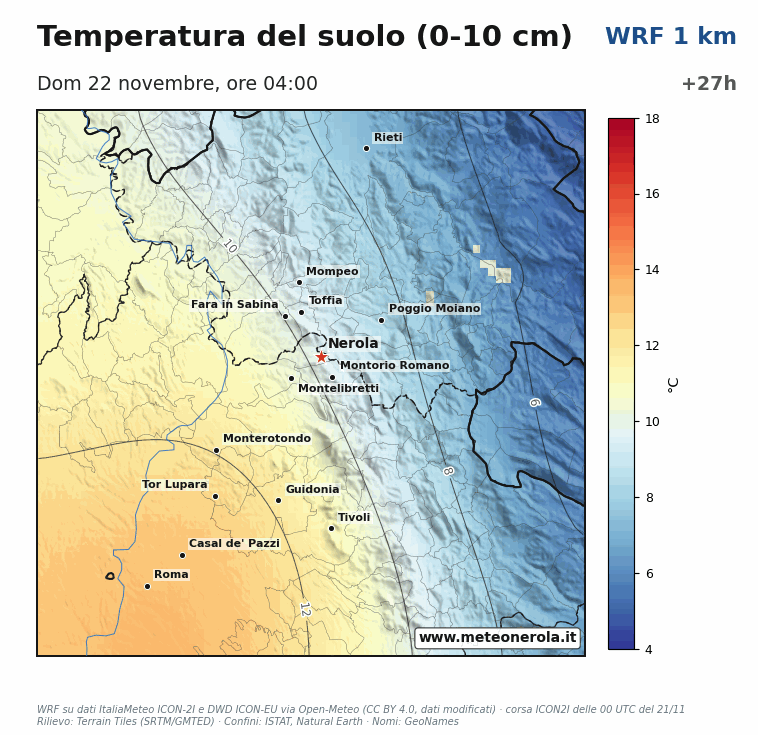 Temperatura del suolo (0-10 cm)
WRF 1 km
Dom 22 novembre, ore 04:00
+27h
Rieti
10
Mompeo
Toffia
Fara in Sabina
Poggio Moiano
Nerola
Montorio Romano
Montelibretti
6
Monterotondo
8
Tor Lupara
Guidonia
Tivoli
Casal de' Pazzi
Roma
12
www.meteonerola.it
18
16
14
12
10
8
6
4
°C
WRF su dati ItaliaMeteo ICON-2I e DWD ICON-EU via Open-Meteo (CC BY 4.0, dati modificati) · corsa ICON2I delle 00 UTC del 21/11
Rilievo: Terrain Tiles (SRTM/GMTED) · Confini: ISTAT, Natural Earth · Nomi: GeoNames